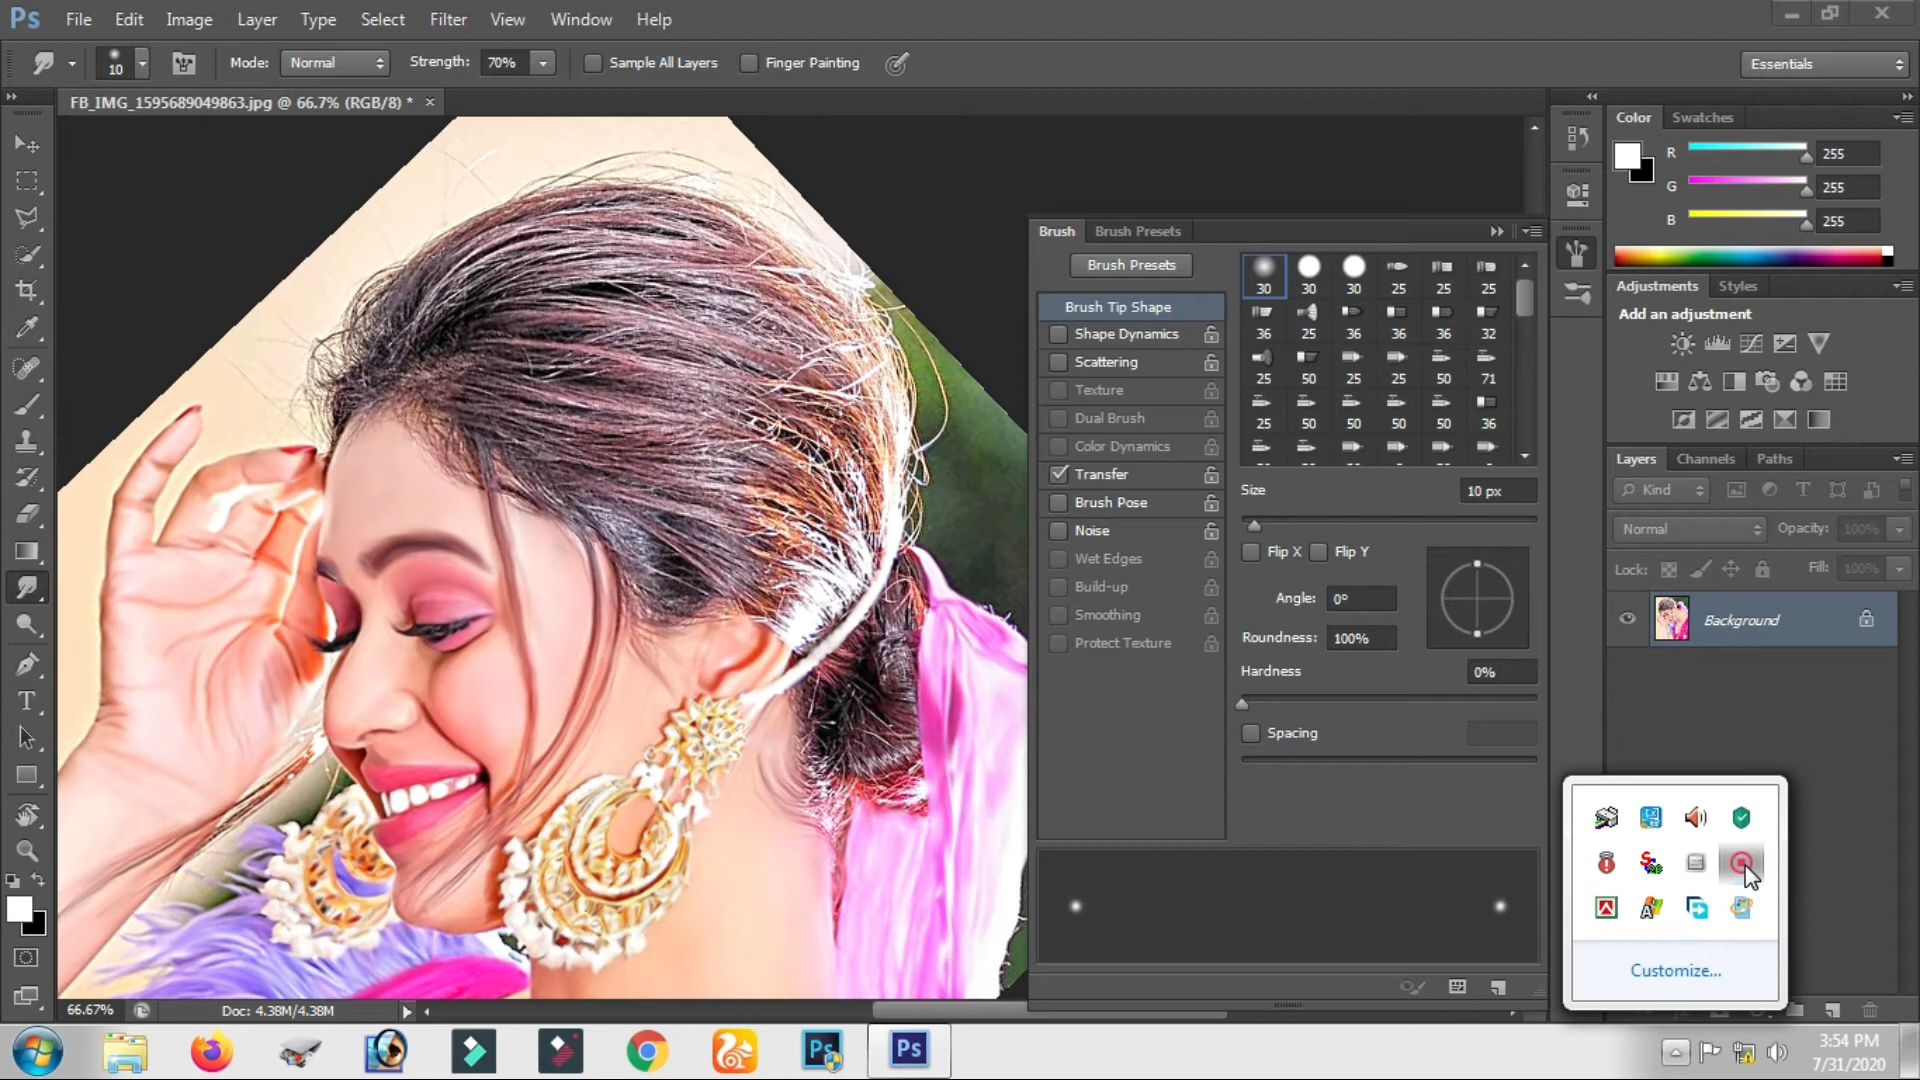 Ps File Edit Image Layer Type Select Filter View Window Help
10 Mode: Normal Strength: 70% Sample All Layers Finger Painting Essentials
FB_IMG_1595689049863.jpg @ 66.7% (RGB/8) * ×
Color Swatches
R 255
G 255
B 255
Adjustments Styles
Add an adjustment
Layers Channels Paths
Kind
Normal Opacity: 100%
Lock: Fill: 100%
Background
Brush Brush Presets
Brush Presets
Brush Tip Shape
Shape Dynamics
Scattering
Texture
Dual Brush
Color Dynamics
Transfer
Brush Pose
Noise
Wet Edges
Build-up
Smoothing
Protect Texture
30 30 30 25 25 25
36 25 36 36 36 32
25 50 25 25 50 71
25 50 50 50 50 36
Size 10 px
Flip X Flip Y
Angle: 0º
Roundness: 100%
Hardness 0%
Spacing
Customize...
66.67% Doc: 4.38M/4.38M
Ps Ps
3:54 PM
7/31/2020